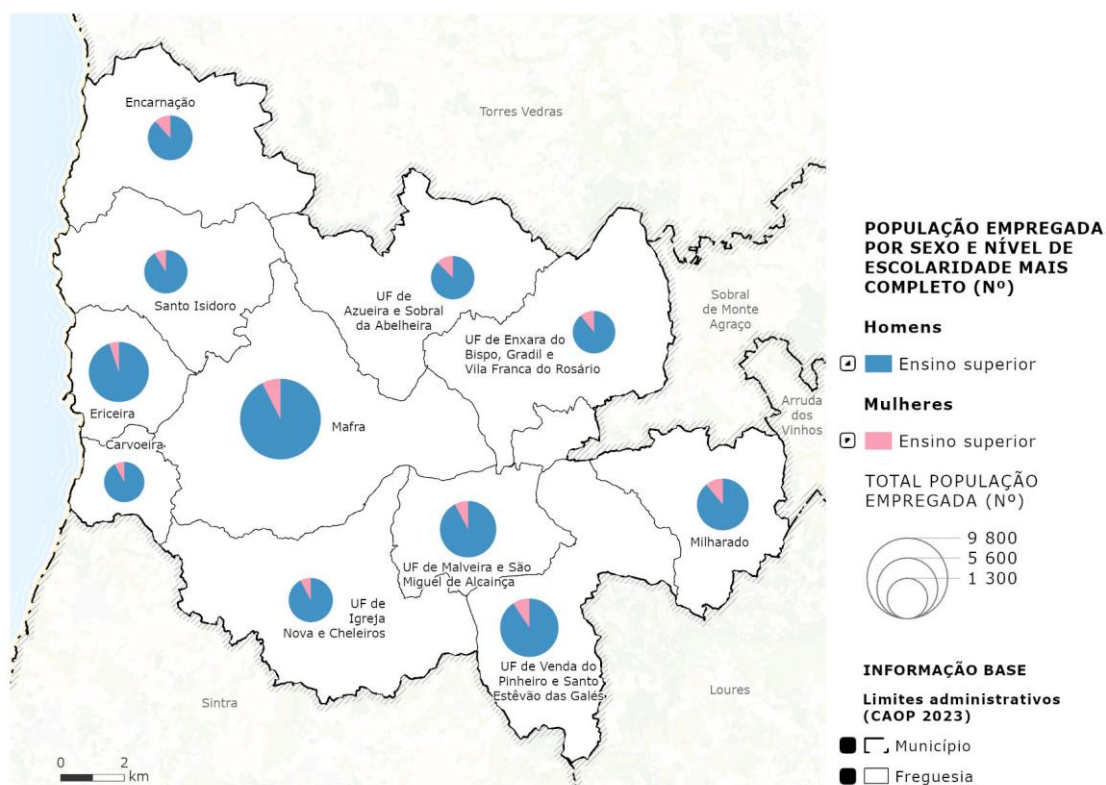 Encarnação
Torres Vedras
Santo Isidoro
UF de
Azueira e Sobral
da Abelheira
UF de Enxara do
Bispo, Gradil e
Vila Franca do Rosário
Sobral
de Monte
Agraço
Ericeira
Mafra
Arruda
dos
Vinhos
Carvoeira
Milharado
UF de Malveira e São
Miguel de Alcainça
UF de
Igreja
Nova e Cheleiros
UF de Venda do
Pinheiro e Santo
Estêvão das Galés
Sintra
Loures
0 2
km
POPULAÇÃO EMPREGADA
POR SEXO E NÍVEL DE
ESCOLARIDADE MAIS
COMPLETO (Nº)
Homens
Ensino superior
Mulheres
Ensino superior
TOTAL POPULAÇÃO
EMPREGADA (Nº)
9 800
5 600
1 300
INFORMAÇÃO BASE
Limites administrativos
(CAOP 2023)
Município
Freguesia